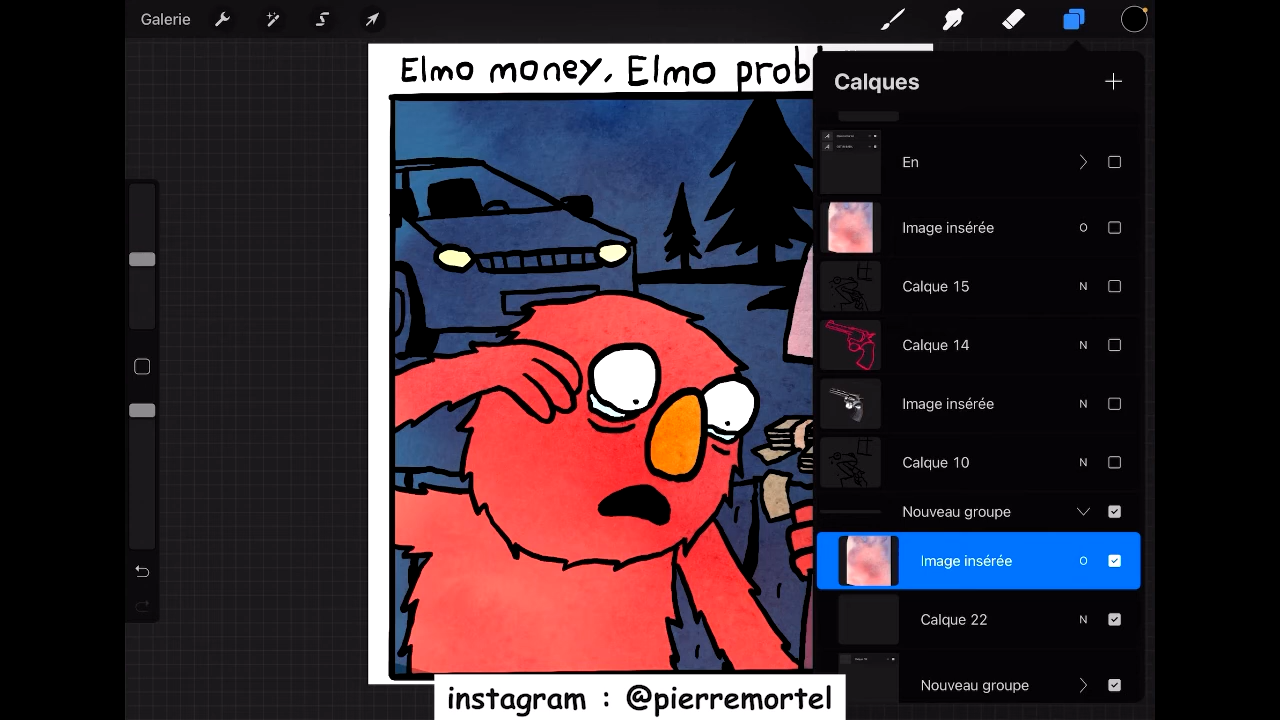 Galerie
Elmo money, Elmo prob
Calques
En
Image insérée O
Calque 15 N
Calque 14 N
Image insérée N
Calque 10 N
Nouveau groupe
Image insérée O
Calque 22 N
Nouveau groupe
instagram : @pierremortel